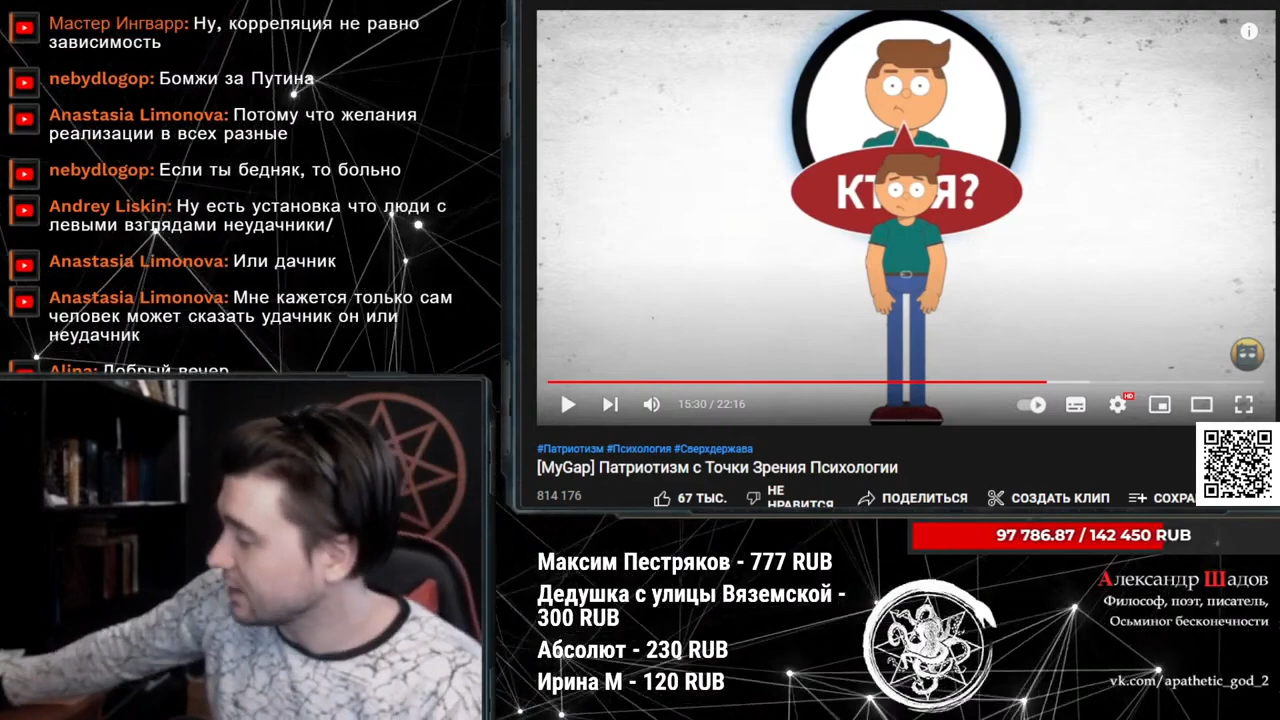 Мастер Ингварр: Ну, корреляция не равно
зависимость
nebydlogop: Бомжи за Путина
Anastasia Limonova: Потому что желания
реализации в всех разные
nebydlogop: Если ты бедняк, то больно
Andrey Liskin: Ну есть установка что люди с
левыми взглядами неудачники/
Anastasia Limonova: Или дачник
Anastasia Limonova: Мне кажется только сам
человек может сказать удачник он или
неудачник
Alina: Добрый вечер
15:30 / 22:16
HD
#Патриотизм #Психология #Сверхдержава
[MyGap] Патриотизм с Точки Зрения Психологии
814 176
67 ТЫС.
НЕ
НРАВИТСЯ
ПОДЕЛИТЬСЯ
СОЗДАТЬ КЛИП
97 786.87 / 142 450 RUB
Максим Пестряков - 777 RUB
Дедушка с улицы Вяземской -
300 RUB
Абсолют - 230 RUB
Ирина М - 120 RUB
Александр Шадов
Философ, поэт, писатель,
Осьминог бесконечности
vk.com/apathetic_god_2